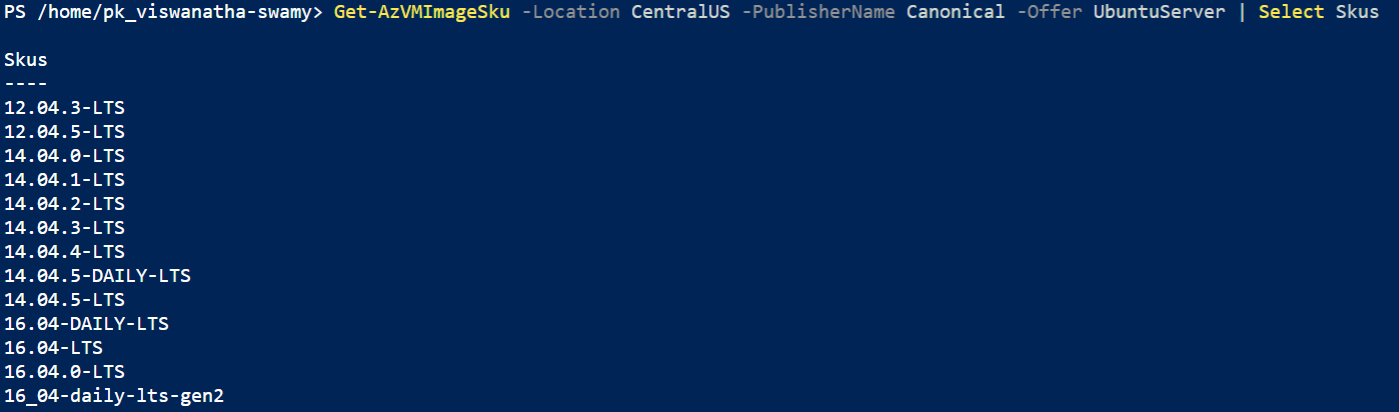 PS /home/pk_viswanatha-swamy> Get-AzVMImageSku -Location CentralUS -PublisherName Canonical -Offer UbuntuServer | Select Skus
Skus
----
12.04.3-LTS
12.04.5-LTS
14.04.0-LTS
14.04.1-LTS
14.04.2-LTS
14.04.3-LTS
14.04.4-LTS
14.04.5-DAILY-LTS
14.04.5-LTS
16.04-DAILY-LTS
16.04-LTS
16.04.0-LTS
16_04-daily-lts-gen2